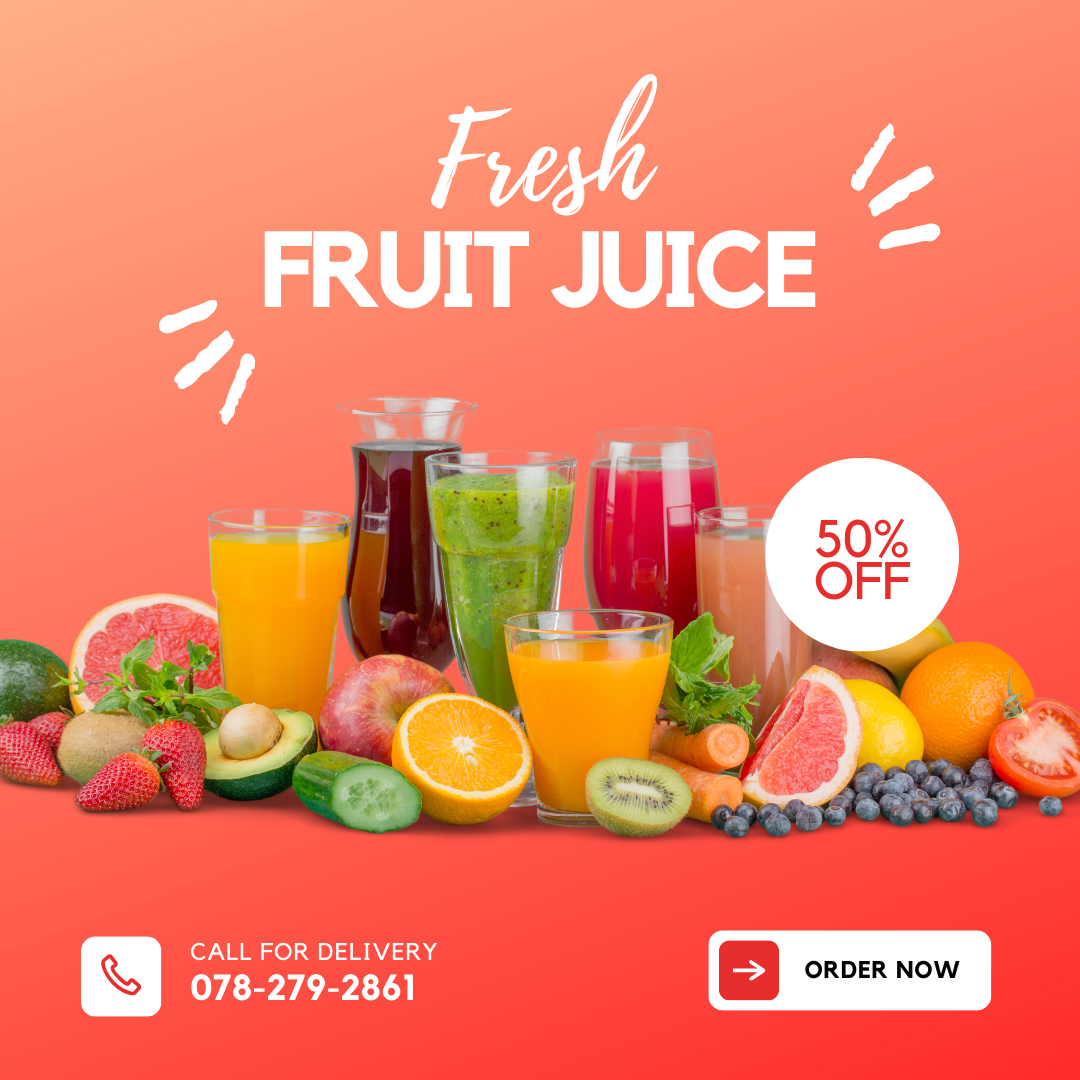 Fresh
FRUIT JUICE
50%
OFF
CALL FOR DELIVERY
078-279-2861
ORDER NOW